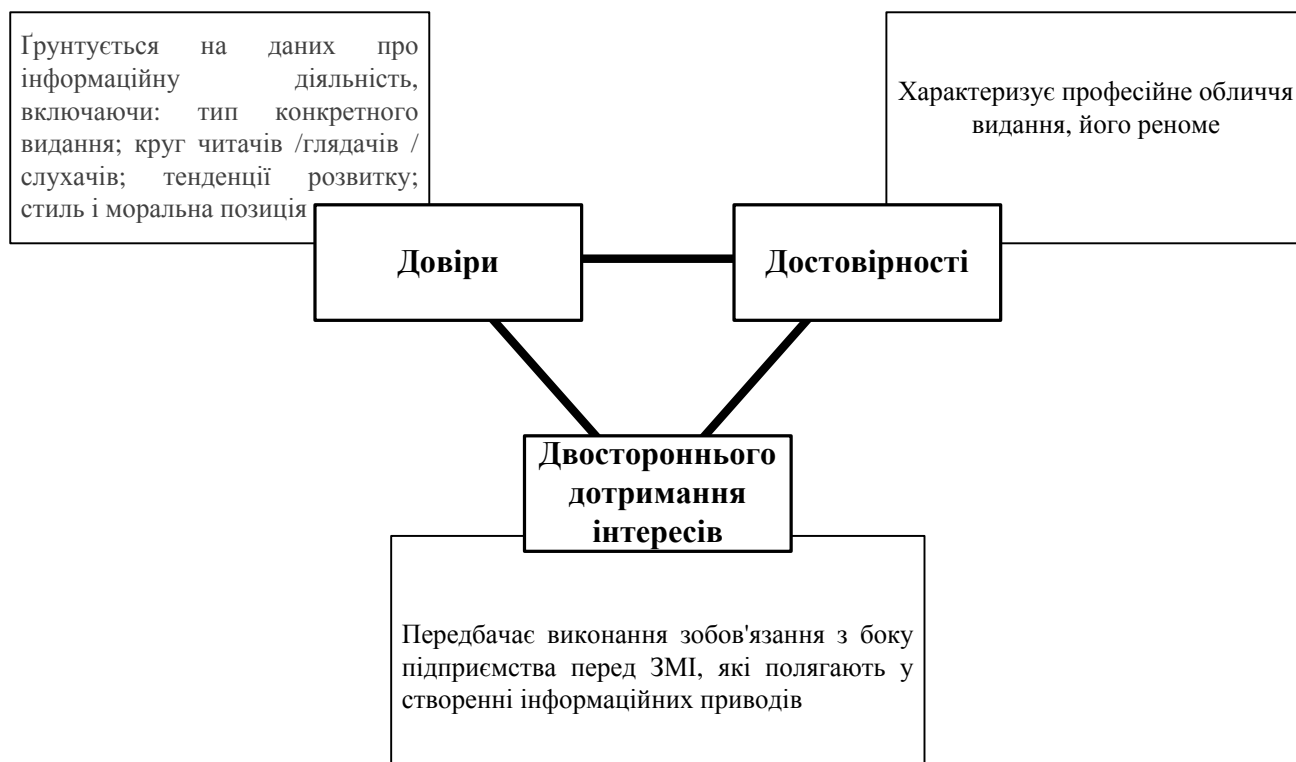 Ґрунтується на даних про
інформаційну діяльність,
включаючи: тип конкретного
видання; круг читачів /глядачів /
слухачів; тенденції розвитку;
стиль і моральна позиція
Характеризує професійне обличчя
видання, його реноме
Довіри
Достовірності
Двостороннього
дотримання
інтересів
Передбачає виконання зобов'язання з боку
підприємства перед ЗМІ, які полягають у
створенні інформаційних приводів